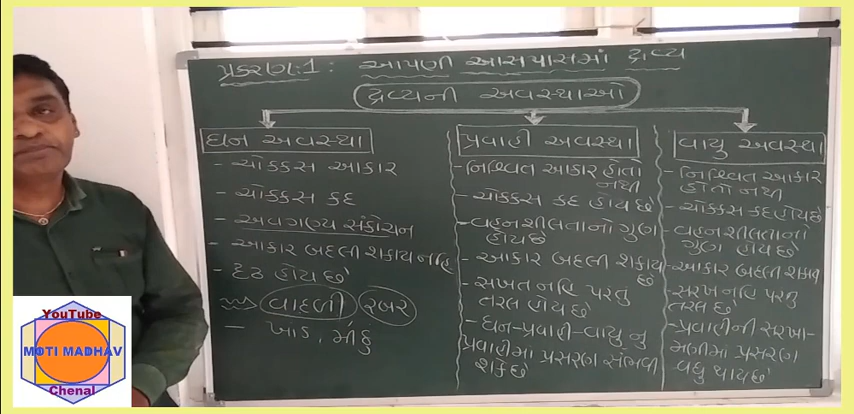 પ્રકરણ:1: આપણી આસપાસમાં દ્રવ્ય
દ્રવ્યની અવસ્થાઓ
ઘન અવસ્થા
- ચોક્કસ આકાર
- ચોક્કસ કદ
- અવગણ્ય સંકોચન
- આકાર બદલી શકાય નહિ
- દૃઢ હોય છે
વાદળી રબર
- ખાંડ, મીઠુ
પ્રવાહી અવસ્થા
- નિશ્ચિત આકાર હોતો
નથી
- ચોક્કસ કદ હોય છે
- વહનશીલતાનો ગુણ
હોય છે
- આકાર બદલી શકાય
- સખત નહિ પરંતુ
તરલ હોય છે
- ઘન-પ્રવાહી-વાયુ નુ
પ્રવાહીમા પ્રસરણ સંભવી
શકે છે
વાયુ અવસ્થા
- નિશ્ચિત આકાર
હોતો નથી
- ચોક્કસ કદ હોય છે
- વહનશીલતાનો
ગુણ હોય છે
- આકાર બદલી શકાય
- સખત નહિ પરંતુ
તરલ છે
- પ્રવાહીની સરખા-
મણીમાં પ્રસરણ
વધુ થાય છે
YouTube
MOTI MADHAV
Chenal